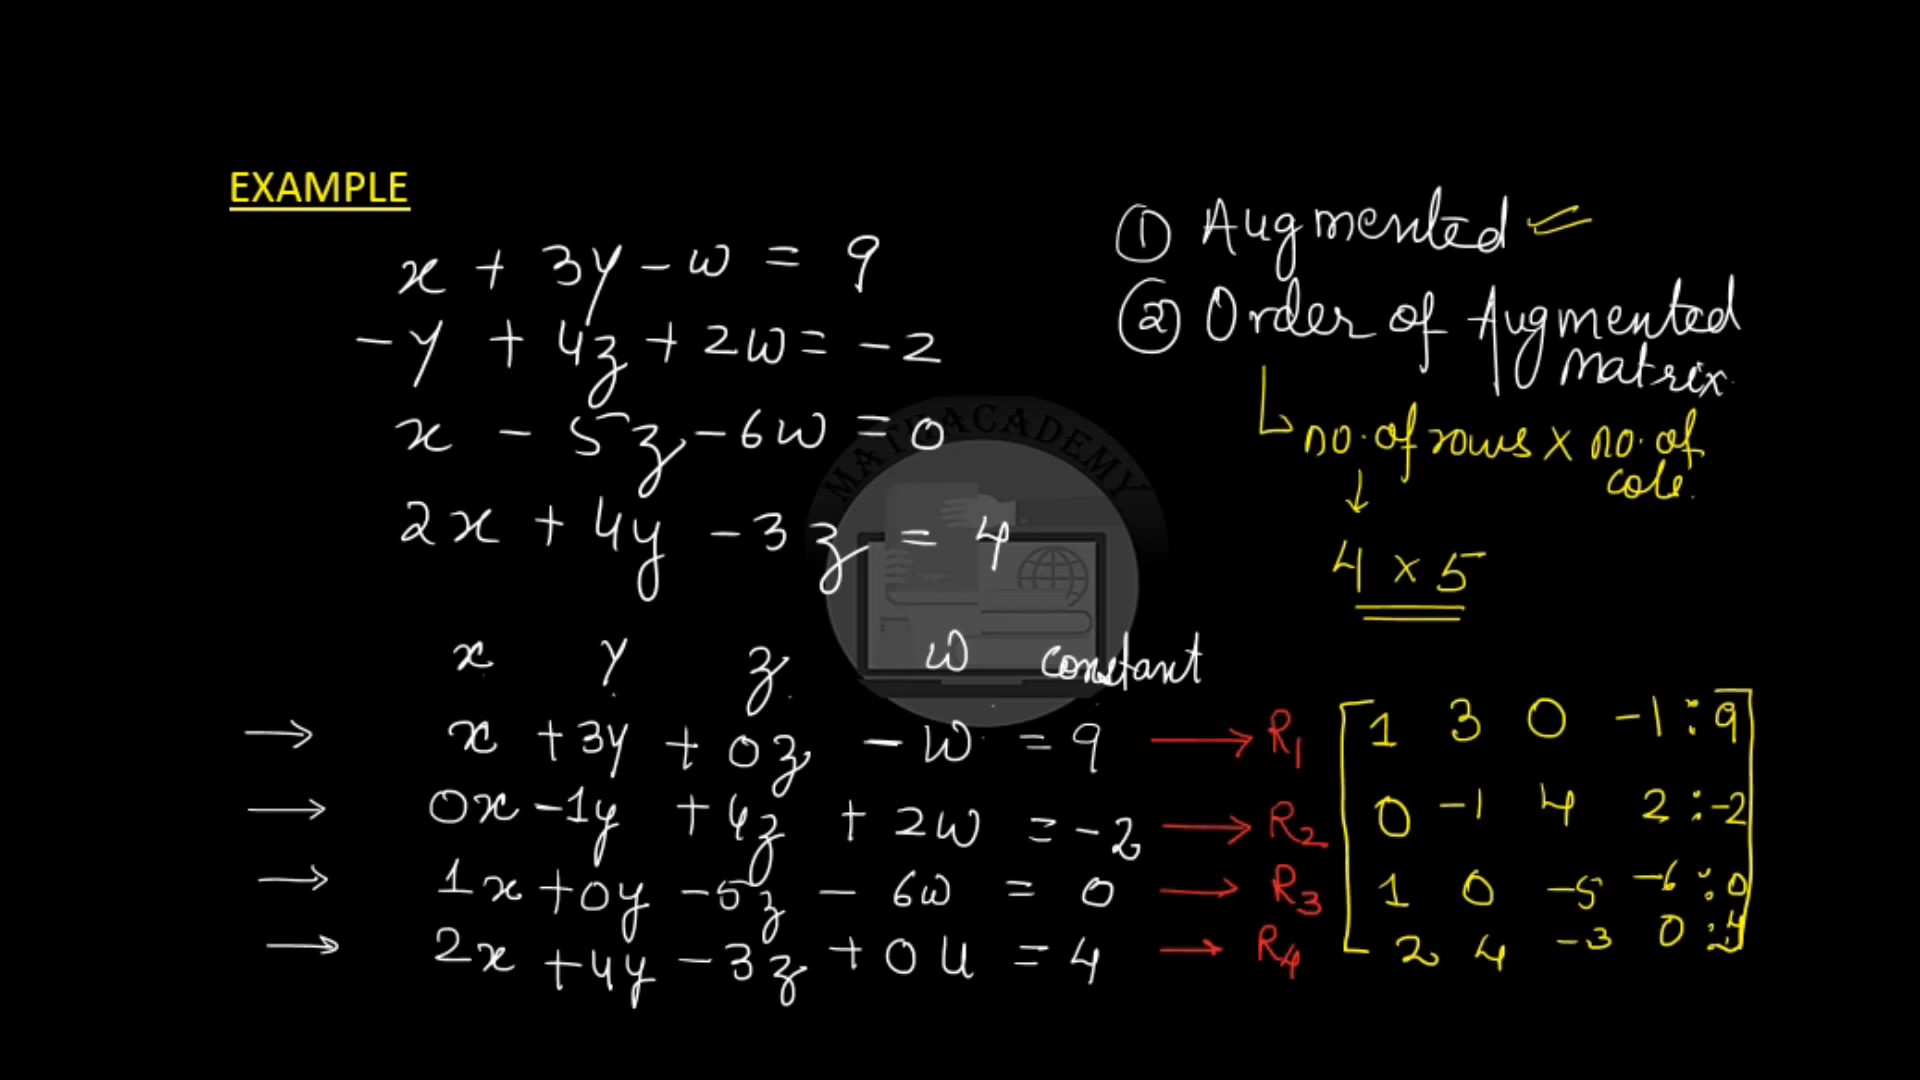 EXAMPLE
x + 3y - w = 9
-y + 4z + 2w = -2
x - 5z - 6w = 0
2x + 4y - 3z = 4
① Augmented
② Order of Augmented
matrix
no. of rows × no. of
cols.
4 × 5
MATH ACADEMY
x y z w constant
x + 3y + 0z - w = 9 → R1 [1 3 0 -1 : 9]
0x - 1y + 4z + 2w = -2 → R2 0 -1 4 2 : -2
1x + 0y - 5z - 6w = 0 → R3 1 0 -5 -6 : 0
2x + 4y - 3z + 0u = 4 → R4 2 4 -3 0 : 4